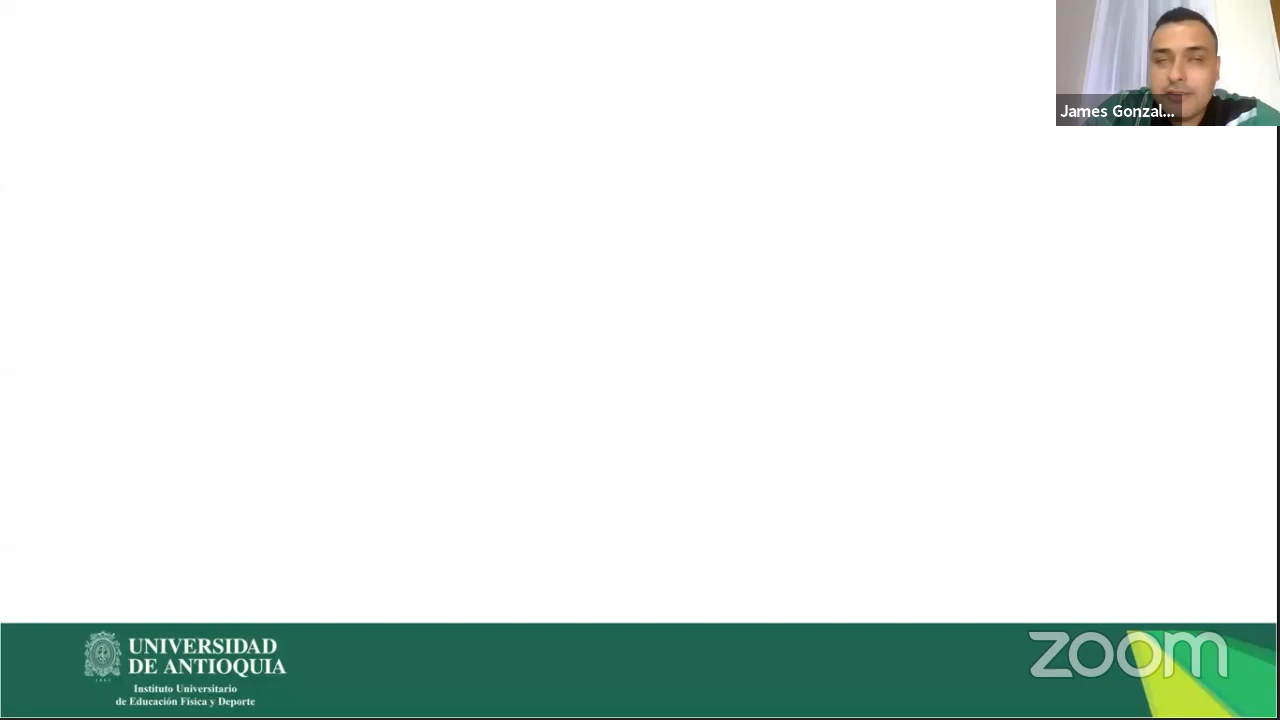 James Gonzal...
UNIVERSIDAD
DE ANTIOQUIA
Instituto Universitario
de Educación Física y Deporte
zoom